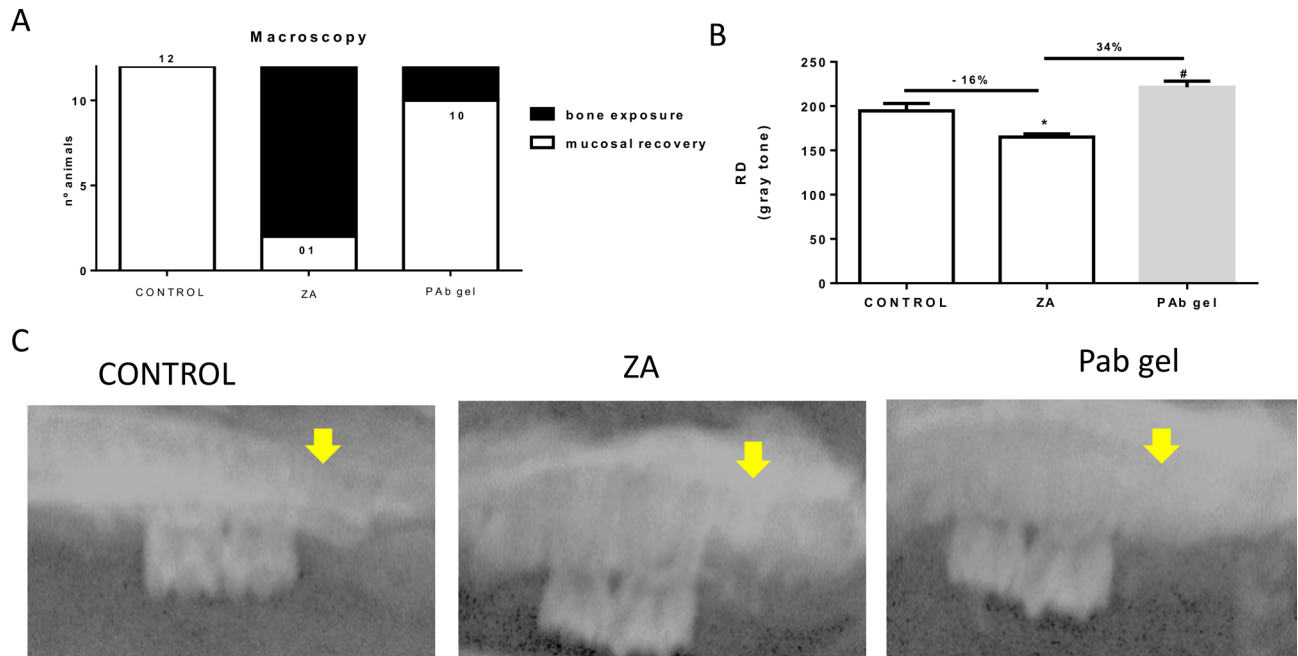 A
Macroscopy
12
10
5
0
nº animals
01
10
CONTROL
ZA
PAb gel
bone exposure
mucosal recovery
B
34%
- 16%
#
*
250
200
150
100
50
0
RD
(gray tone)
CONTROL
ZA
PAb gel
C
CONTROL
ZA
Pab gel